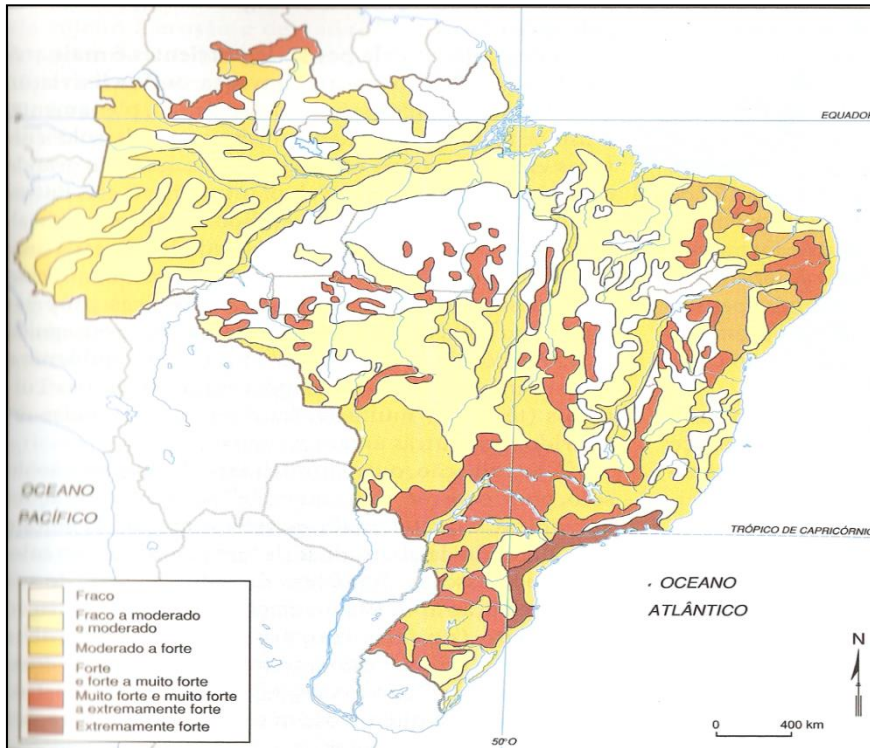 EQUADOR
OCEANO
PACÍFICO
TRÓPICO DE CAPRICÓRNIO
OCEANO
ATLÂNTICO
Fraco
Fraco a moderado
e moderado
Moderado a forte
Forte
e forte a muito forte
Muito forte e muito forte
a extremamente forte
Extremamente forte
N
0 400 km
50°O